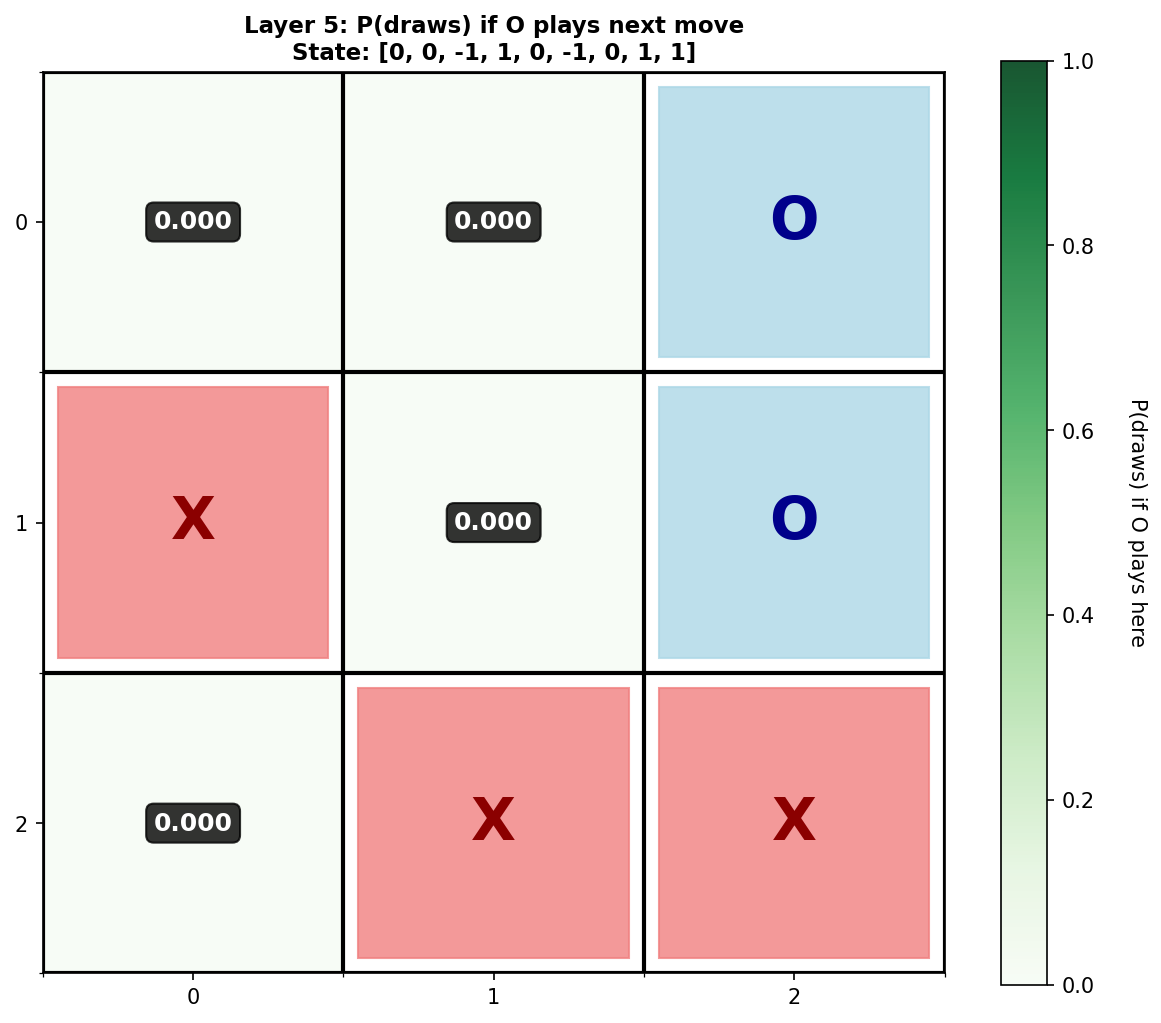 Layer 5: P(draws) if O plays next move
State: [0, 0, -1, 1, 0, -1, 0, 1, 1]
0.000 0.000 O
X 0.000 O
0.000 X X
0
1
2
0 1 2
1.0
0.8
0.6
0.4
0.2
0.0
P(draws) if O plays here